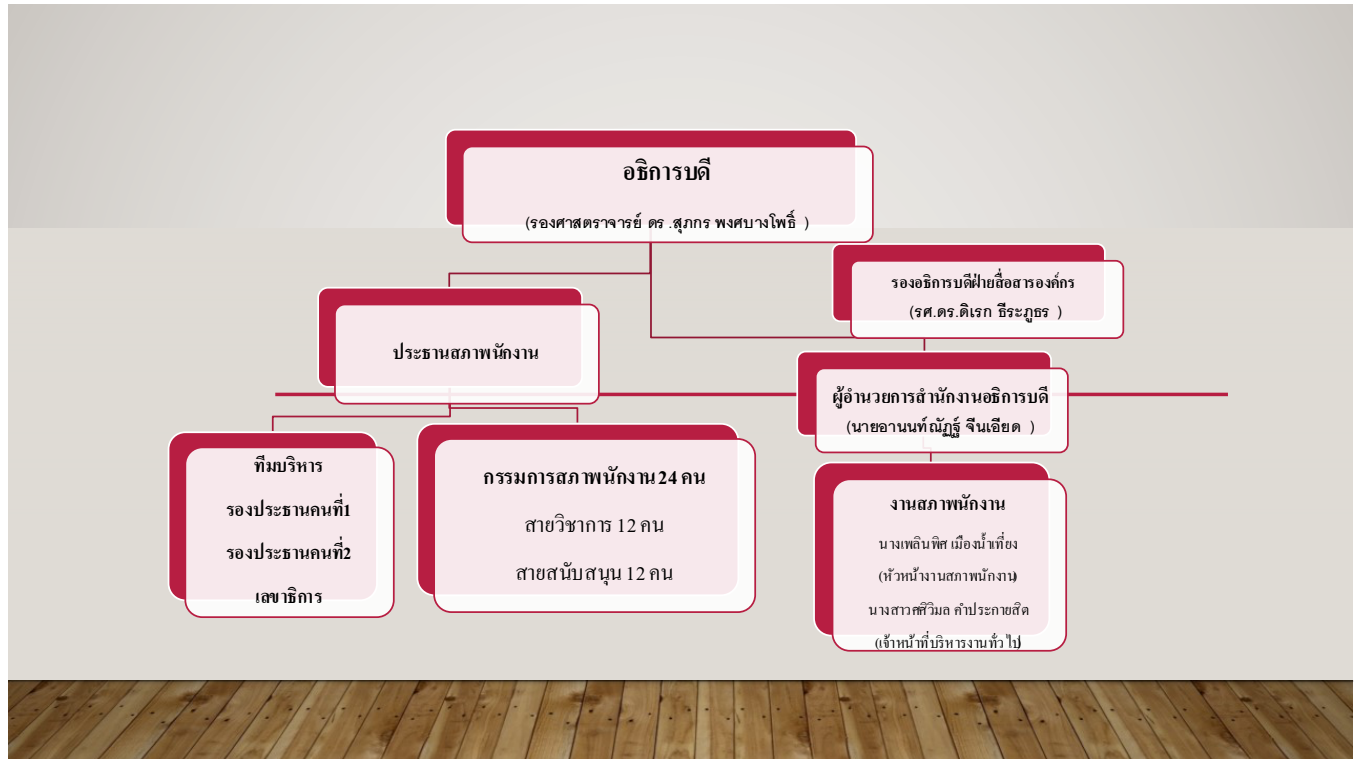 อธิการบดี
(รองศาสตราจารย์ ดร.สุภกร พงศบางโพธิ์ )
รองอธิการบดีฝ่ายสื่อสารองค์กร
(รศ.ดร.ดิเรก ธีระภูธร )
ประธานสภาพนักงาน
ผู้อำนวยการสำนักงานอธิการบดี
(นายอานนท์ณัฏฐ์ จีนเอียด )
ทีมบริหาร
รองประธานคนที่1
รองประธานคนที่2
เลขาธิการ
กรรมการสภาพนักงาน 24 คน
สายวิชาการ 12 คน
สายสนับสนุน 12 คน
งานสภาพนักงาน
นางเพลินพิศ เมืองน้ำเที่ยง
(หัวหน้างานสภาพนักงาน)
นางสาวศศิวิมล คำประกายสิต
(เจ้าหน้าที่บริหารงานทั่วไป)